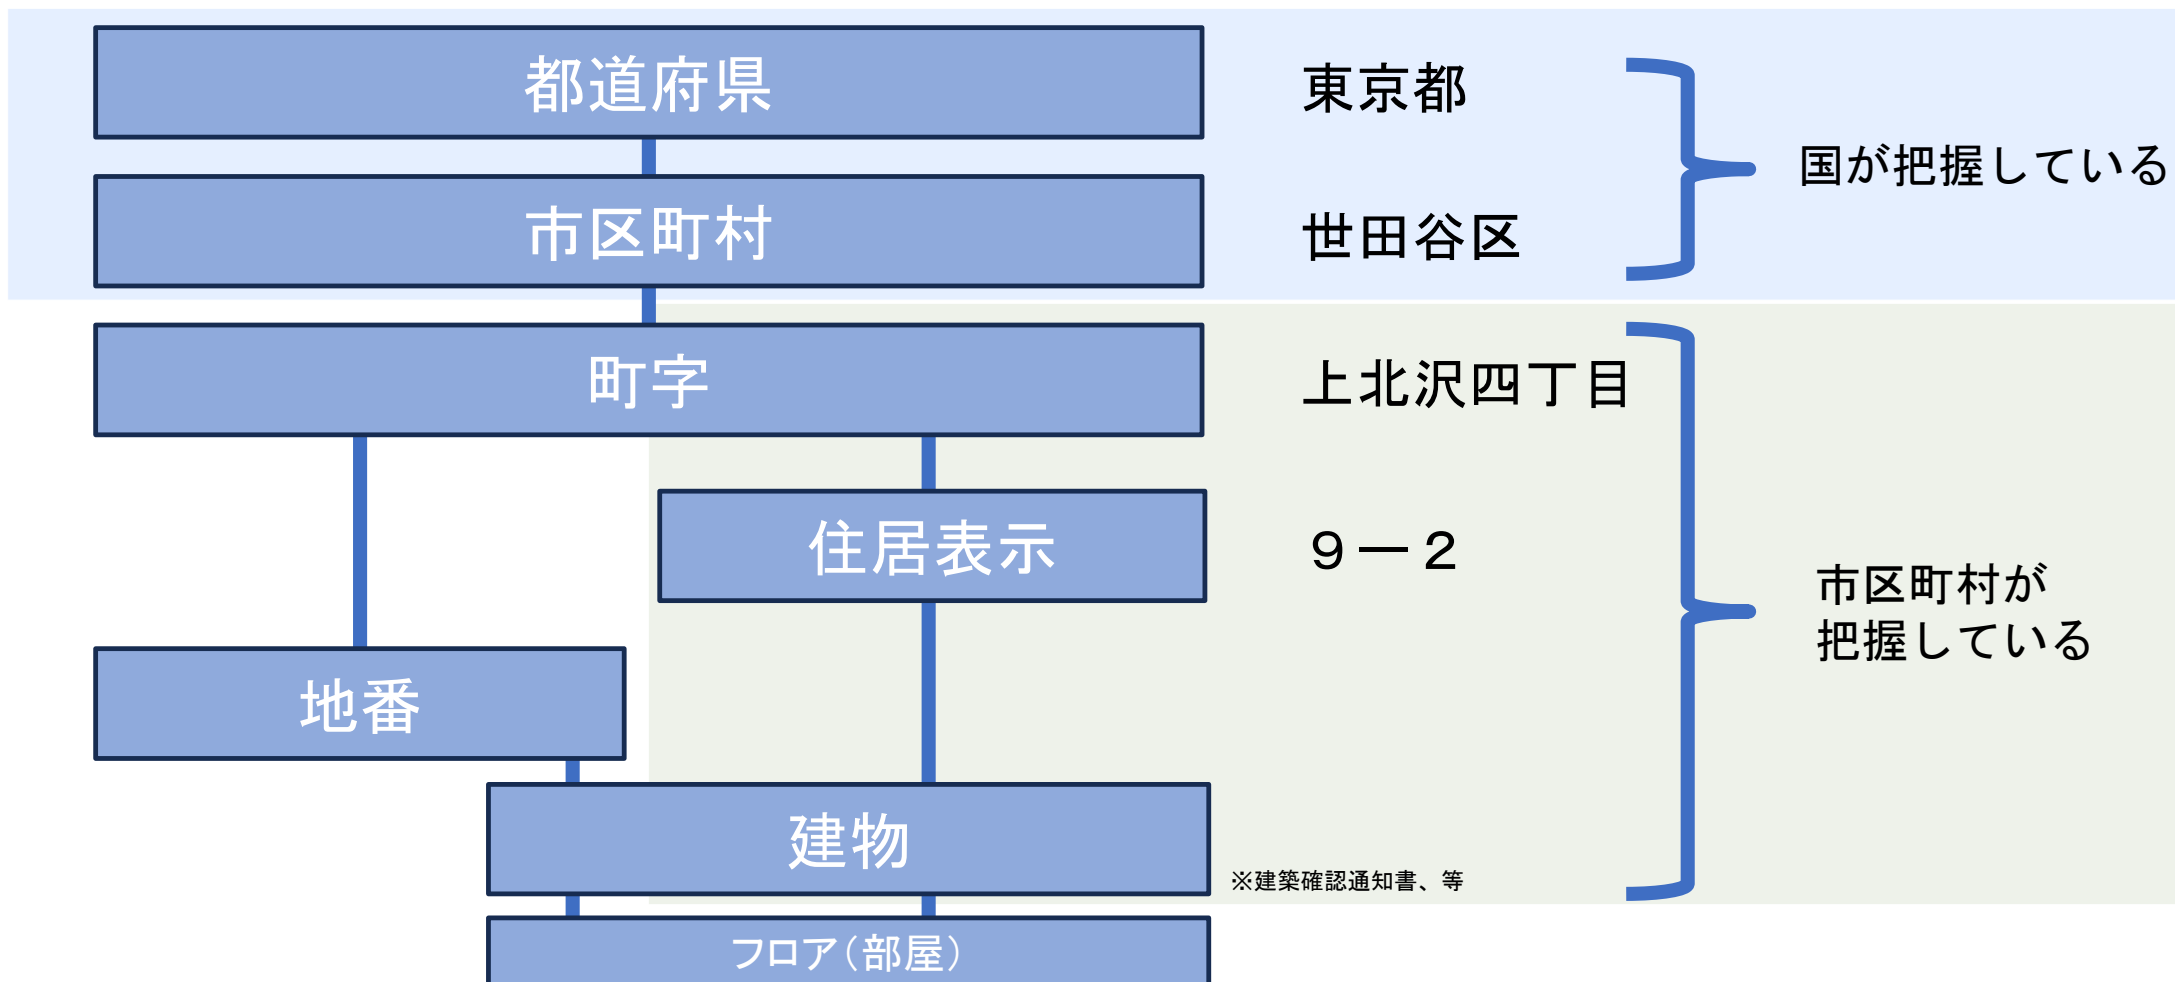 都道府県
東京都
国が把握している
市区町村
世田谷区
町字
上北沢四丁目
住居表示
９－２
市区町村が
把握している
地番
建物
※建築確認通知書、等
フロア（部屋）